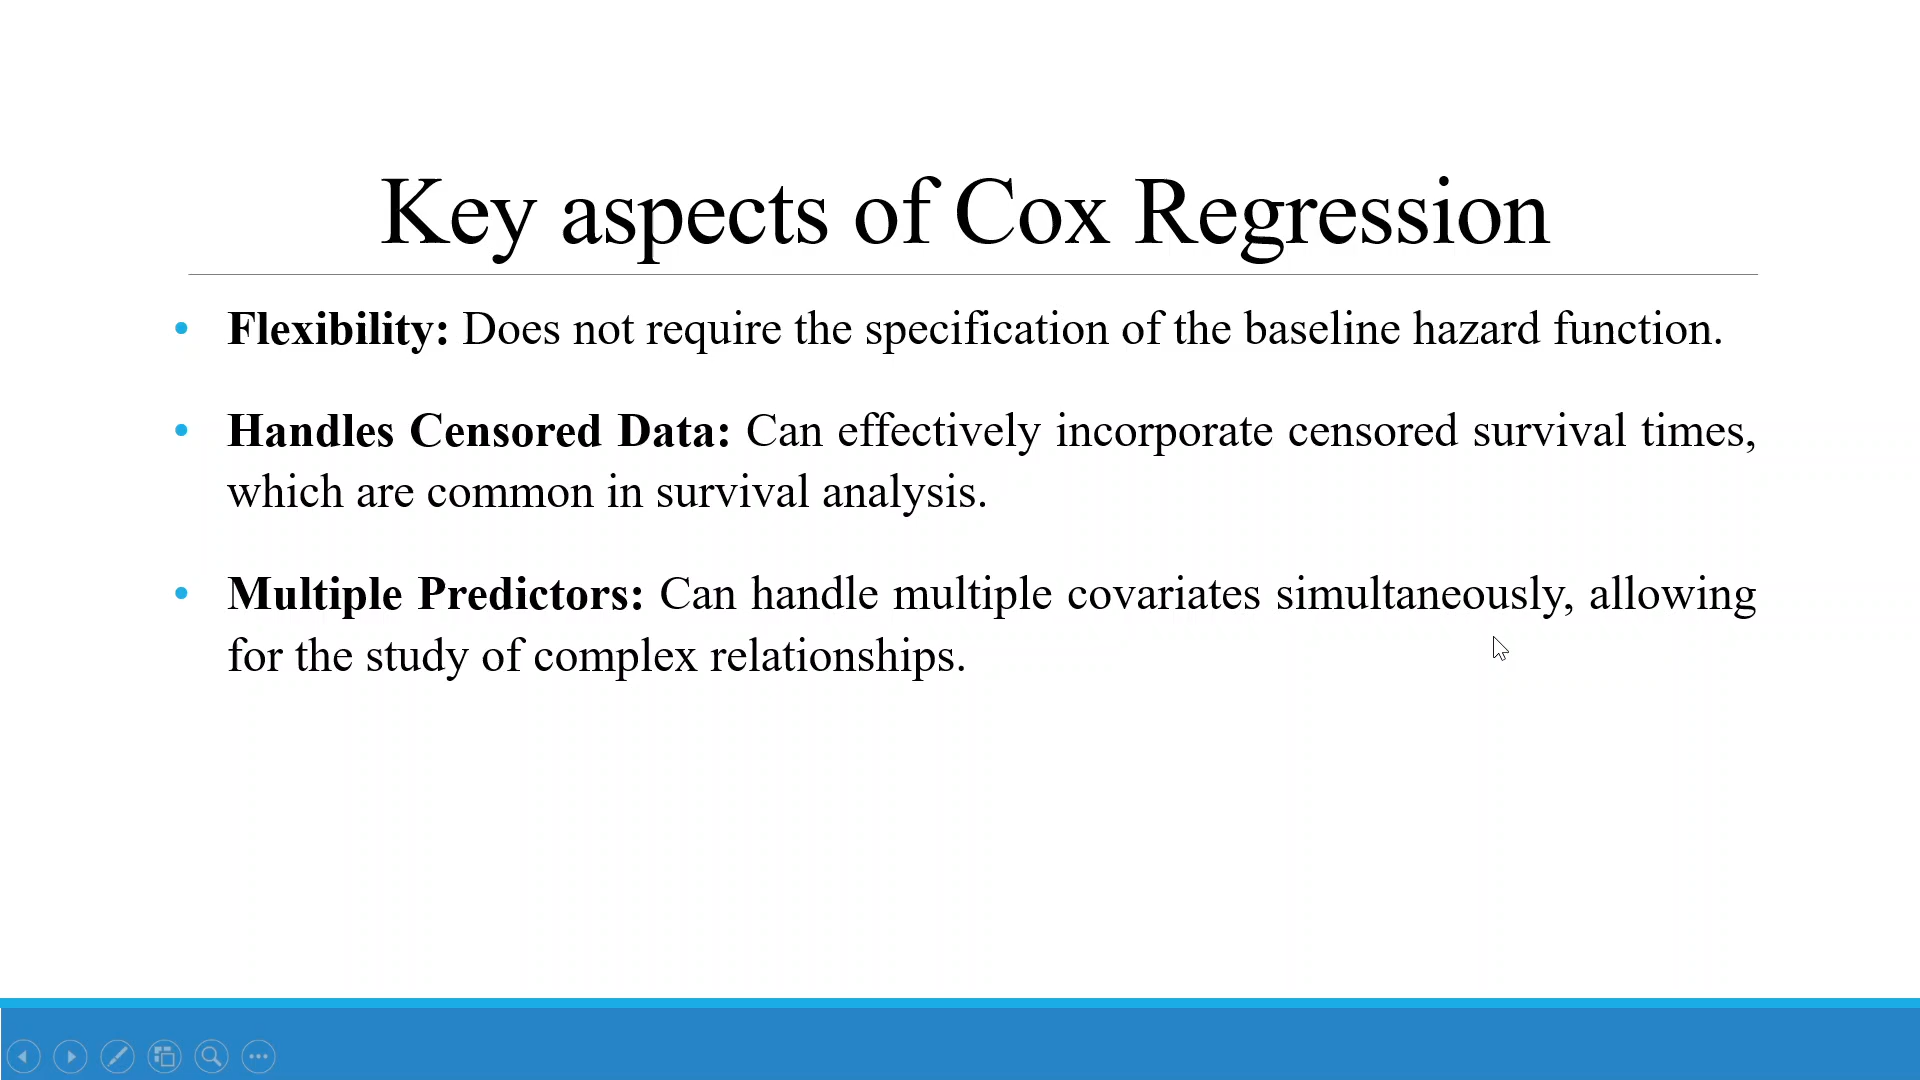 Key aspects of Cox Regression
• Flexibility: Does not require the specification of the baseline hazard function.
• Handles Censored Data: Can effectively incorporate censored survival times,
which are common in survival analysis.
• Multiple Predictors: Can handle multiple covariates simultaneously, allowing
for the study of complex relationships.